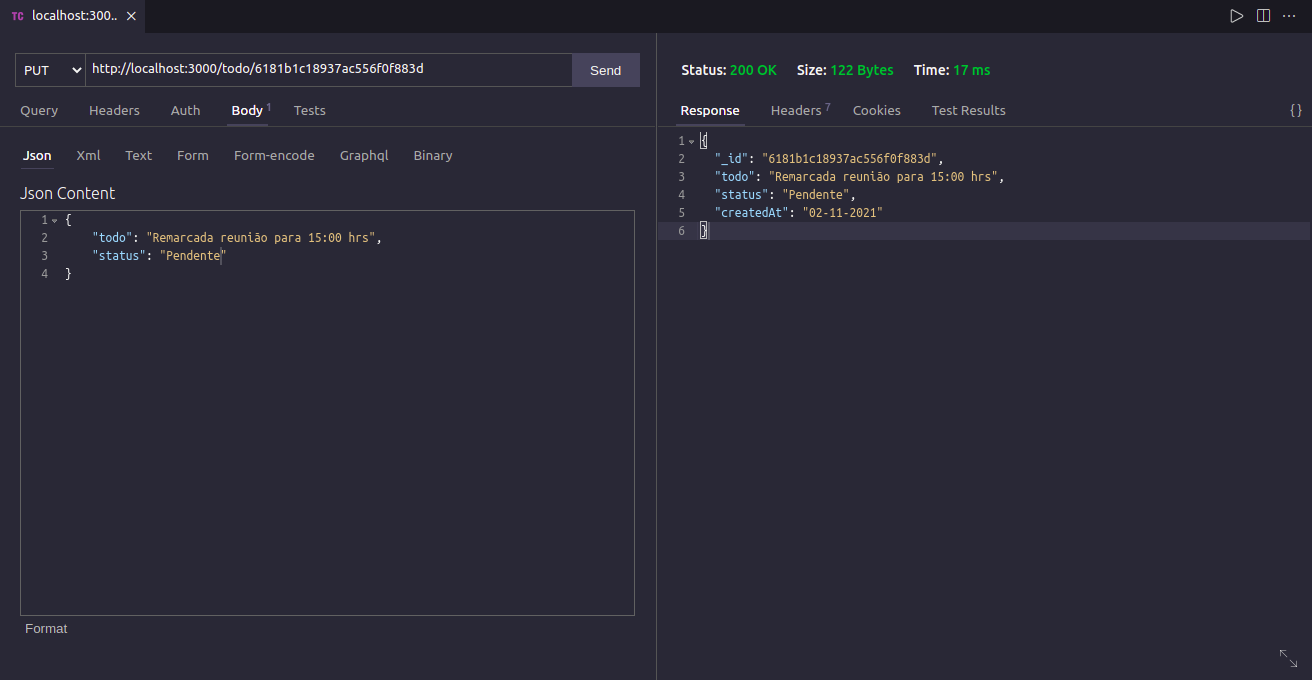 TC localhost:300..
PUT http://localhost:3000/todo/6181b1c18937ac556f0f883d Send
Query Headers Auth Body 1 Tests
Json Xml Text Form Form-encode Graphql Binary
Json Content
1 {
2 "todo": "Remarcada reunião para 15:00 hrs",
3 "status": "Pendente"
4 }
Format
Status: 200 OK Size: 122 Bytes Time: 17 ms
Response Headers 7 Cookies Test Results {}
1 {
2 "_id": "6181b1c18937ac556f0f883d",
3 "todo": "Remarcada reunião para 15:00 hrs",
4 "status": "Pendente",
5 "createdAt": "02-11-2021"
6 }